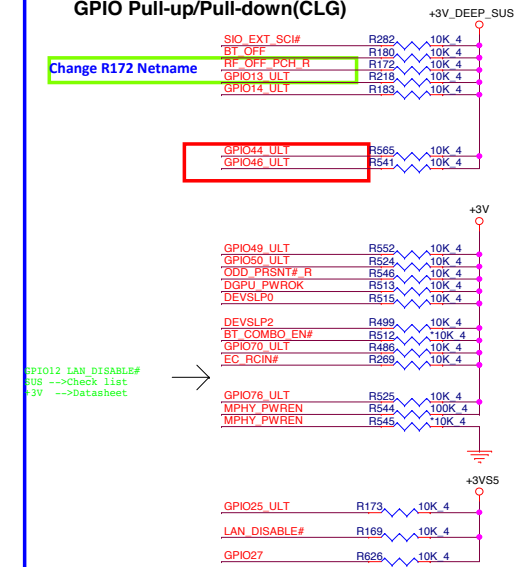 GPIO Pull-up/Pull-down(CLG)
+3V_DEEP_SUS
SIO_EXT_SCI# R282 10K_4
BT_OFF R180 10K_4
Change R172 Netname
RF_OFF_PCH_R R172 10K_4
GPIO13_ULT R218 10K_4
GPIO14_ULT R183 10K_4
GPIO44_ULT R565 10K_4
GPIO46_ULT R541 10K_4
+3V
GPIO49_ULT R552 10K_4
GPIO50_ULT R524 10K_4
ODD_PRSNT#_R R546 10K_4
DGPU_PWROK R513 10K_4
DEVSLP0 R515 10K_4
DEVSLP2 R499 10K_4
BT_COMBO_EN# R512 *10K_4
GPIO70_ULT R486 10K_4
EC_RCIN# R269 10K_4
GPIO12 LAN_DISABLE#
SUS -->Check list
+3V -->Datasheet
GPIO76_ULT R525 10K_4
MPHY_PWREN R544 100K_4
MPHY_PWREN R545 *10K_4
+3VS5
GPIO25_ULT R173 10K_4
LAN_DISABLE# R169 10K_4
GPIO27 R626 10K_4